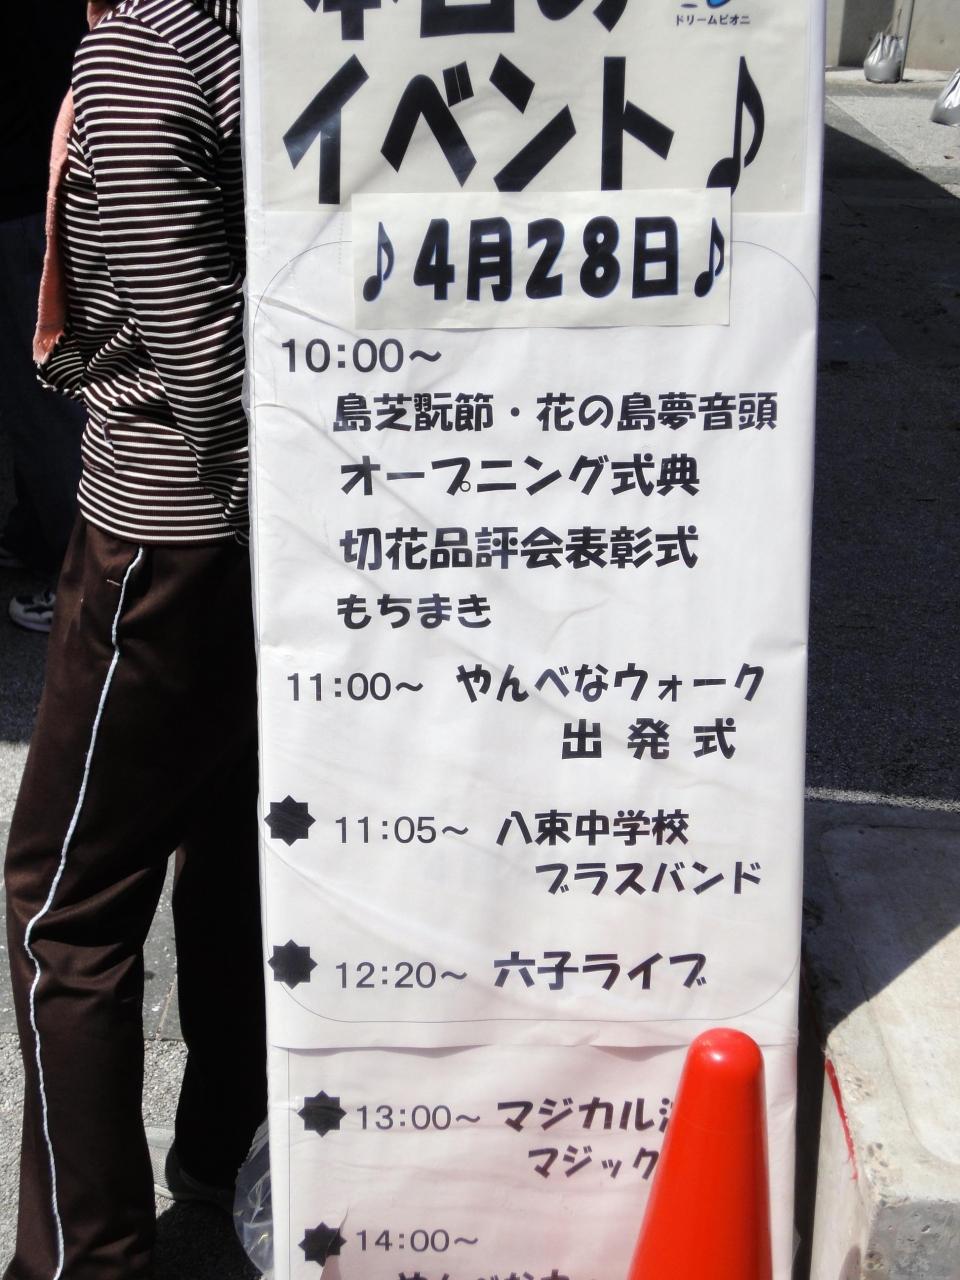 本日の
ドリームピオニ
イベント♪
♪4月28日♪
10:00～
島芝翫節・花の島夢音頭
オープニング式典
切花品評会表彰式
もちまき
11:00～ やんべなウォーク
出発式
11:05～ 八束中学校
ブラスバンド
12:20～ 六子ライブ
13:00～ マジカル
マジック
14:00～